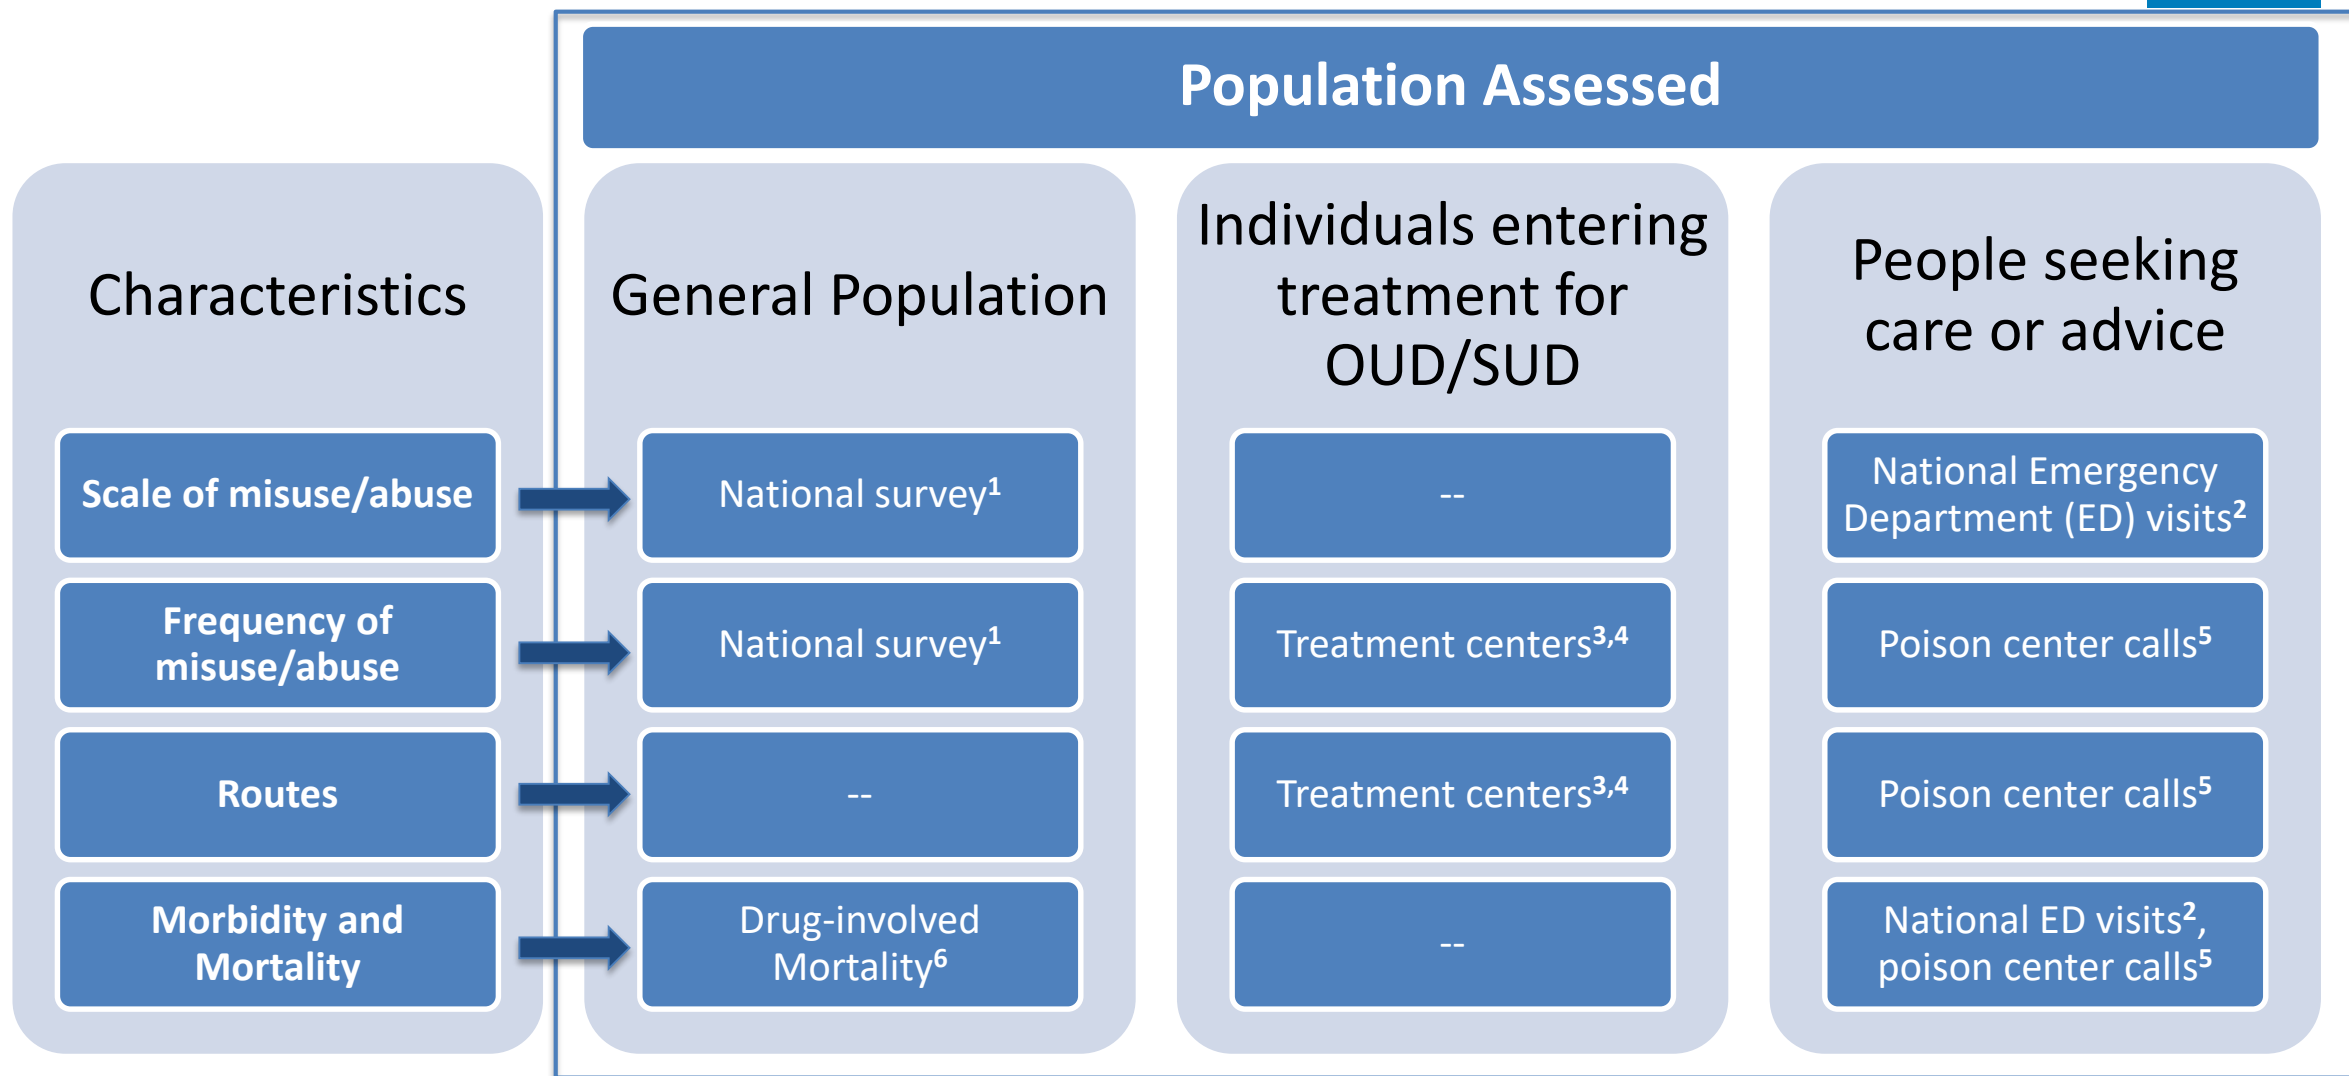 Population Assessed
Characteristics
General Population
Individuals entering
treatment for
OUD/SUD
People seeking
care or advice
Scale of misuse/abuse
National survey1
--
National Emergency
Department (ED) visits2
Frequency of
misuse/abuse
National survey1
Treatment centers3,4
Poison center calls5
Routes
--
Treatment centers3,4
Poison center calls5
Morbidity and
Mortality
Drug-involved
Mortality6
--
National ED visits2,
poison center calls5